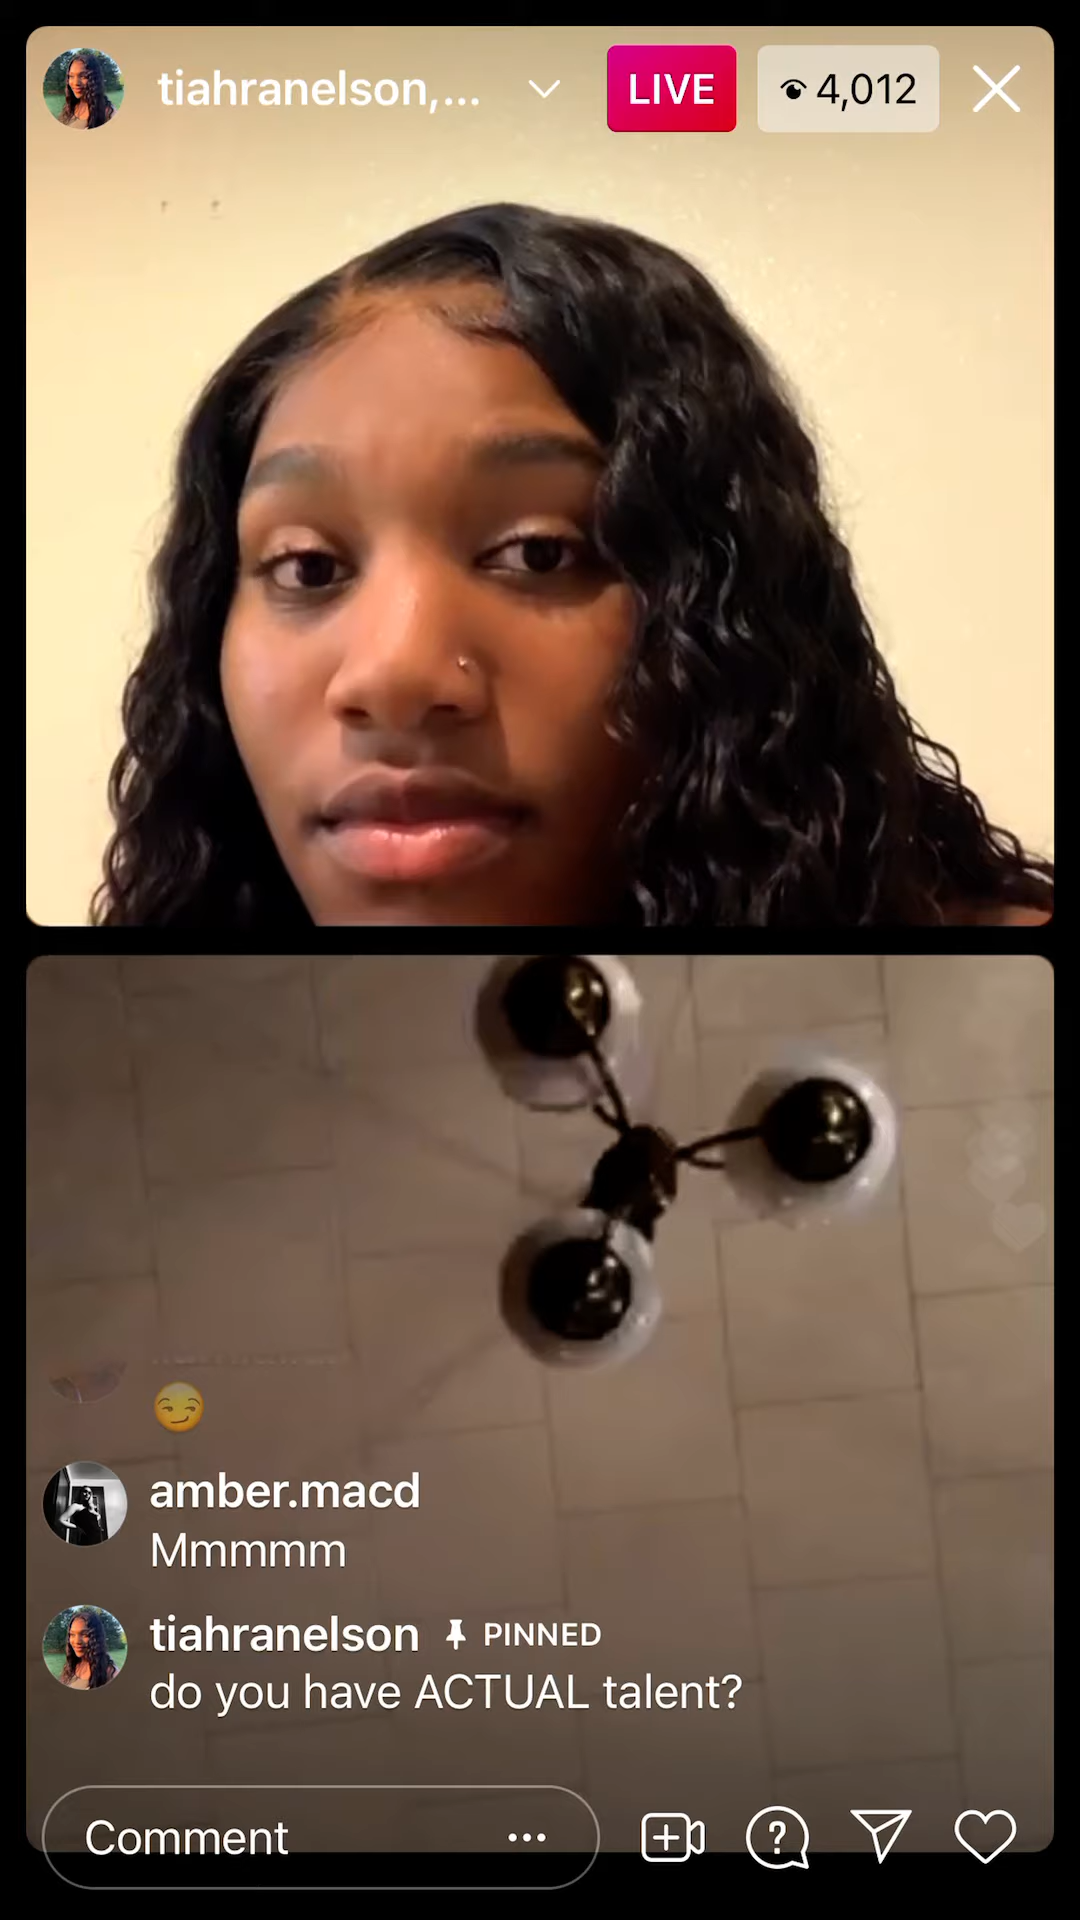 tiahranelson,...
LIVE
4,012
amber.macd
Mmmmm
tiahranelson PINNED
do you have ACTUAL talent?
Comment